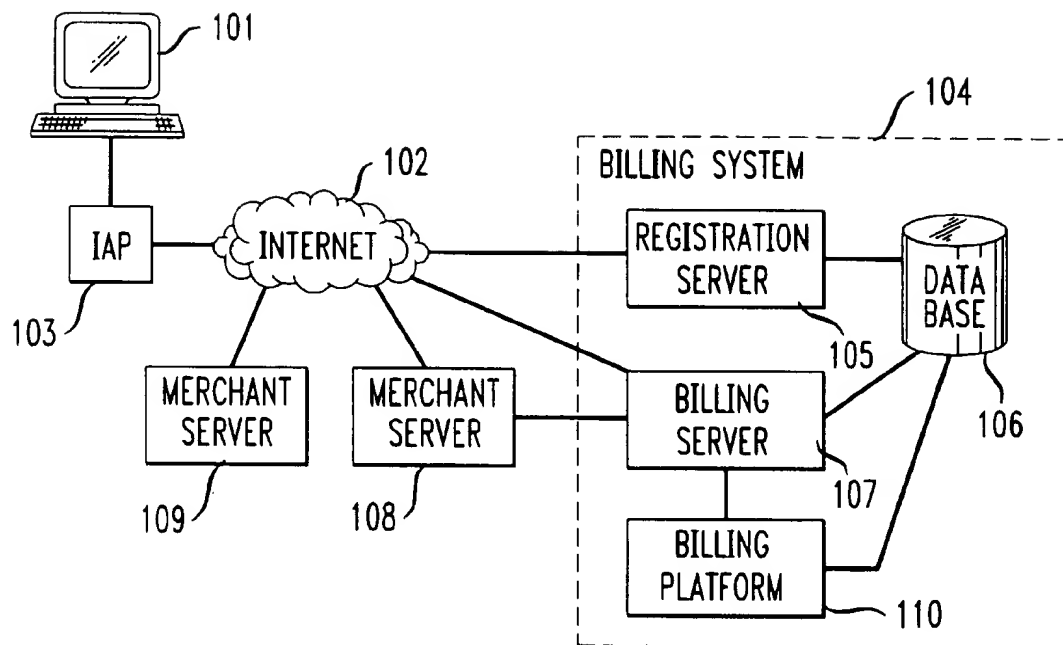 101
104
BILLING SYSTEM
102
IAP
INTERNET
REGISTRATION
SERVER
DATA
BASE
103
105
106
MERCHANT
SERVER
MERCHANT
SERVER
BILLING
SERVER
107
109
108
BILLING
PLATFORM
110